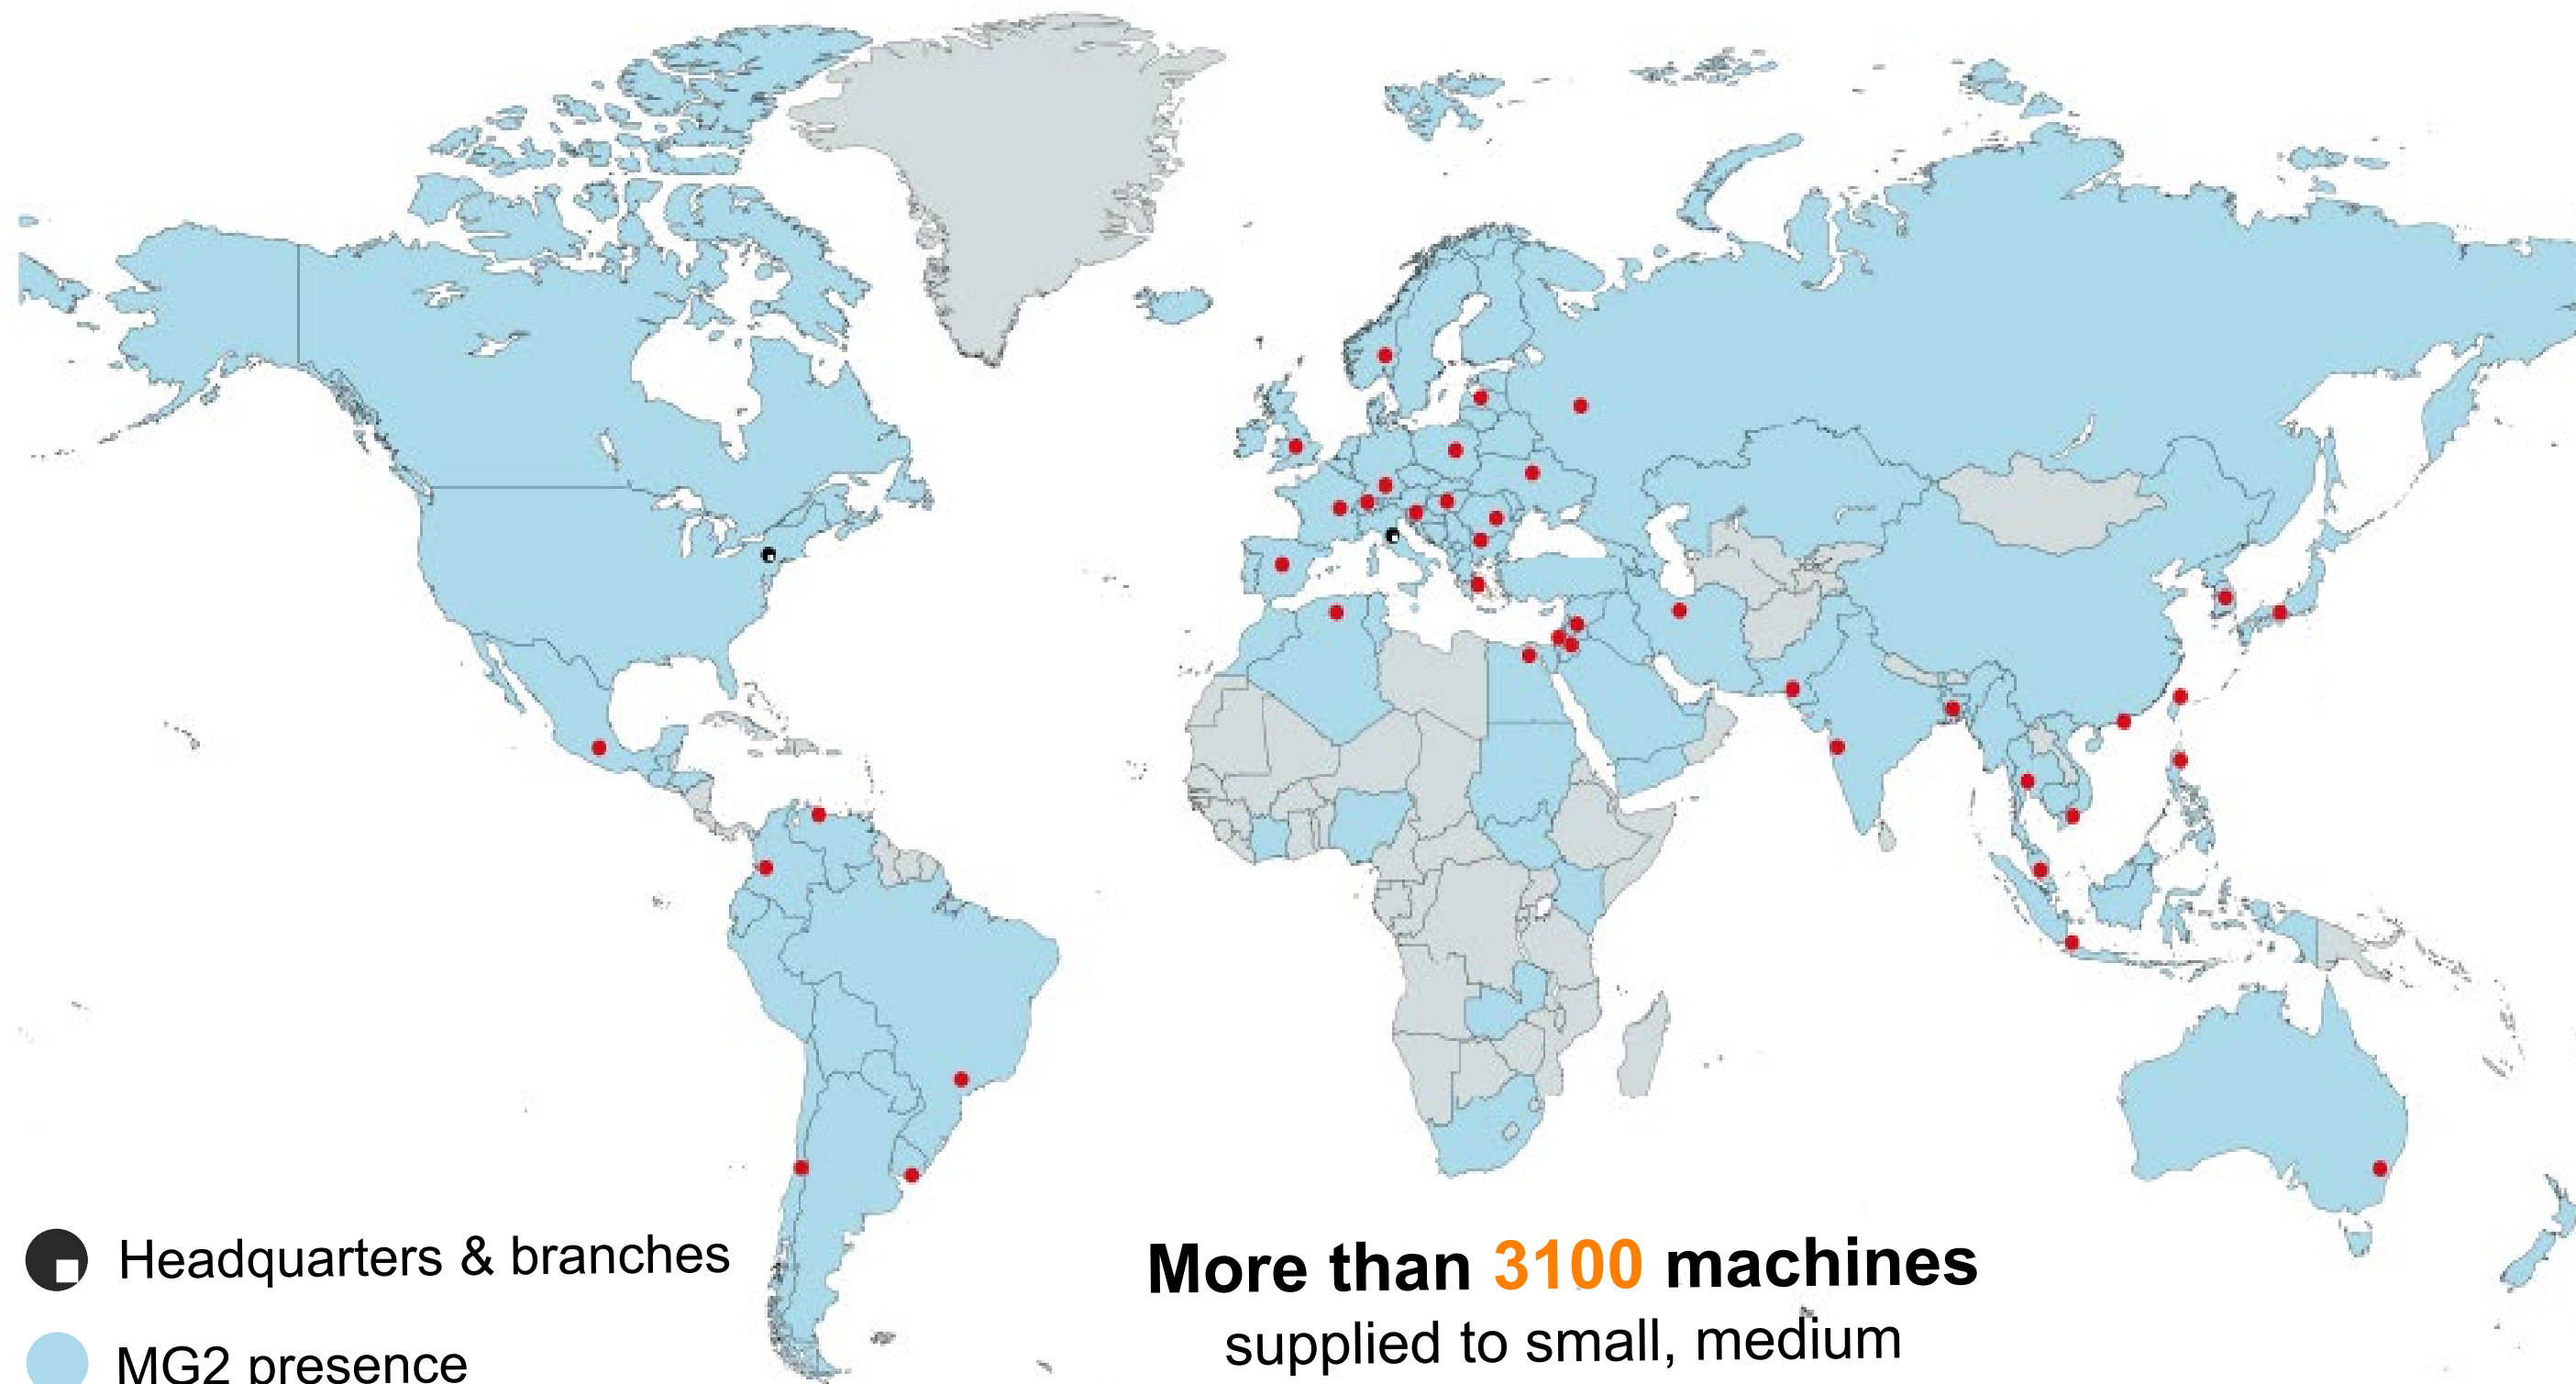 Headquarters & branches
MG2 presence
More than 3100 machines
supplied to small, medium